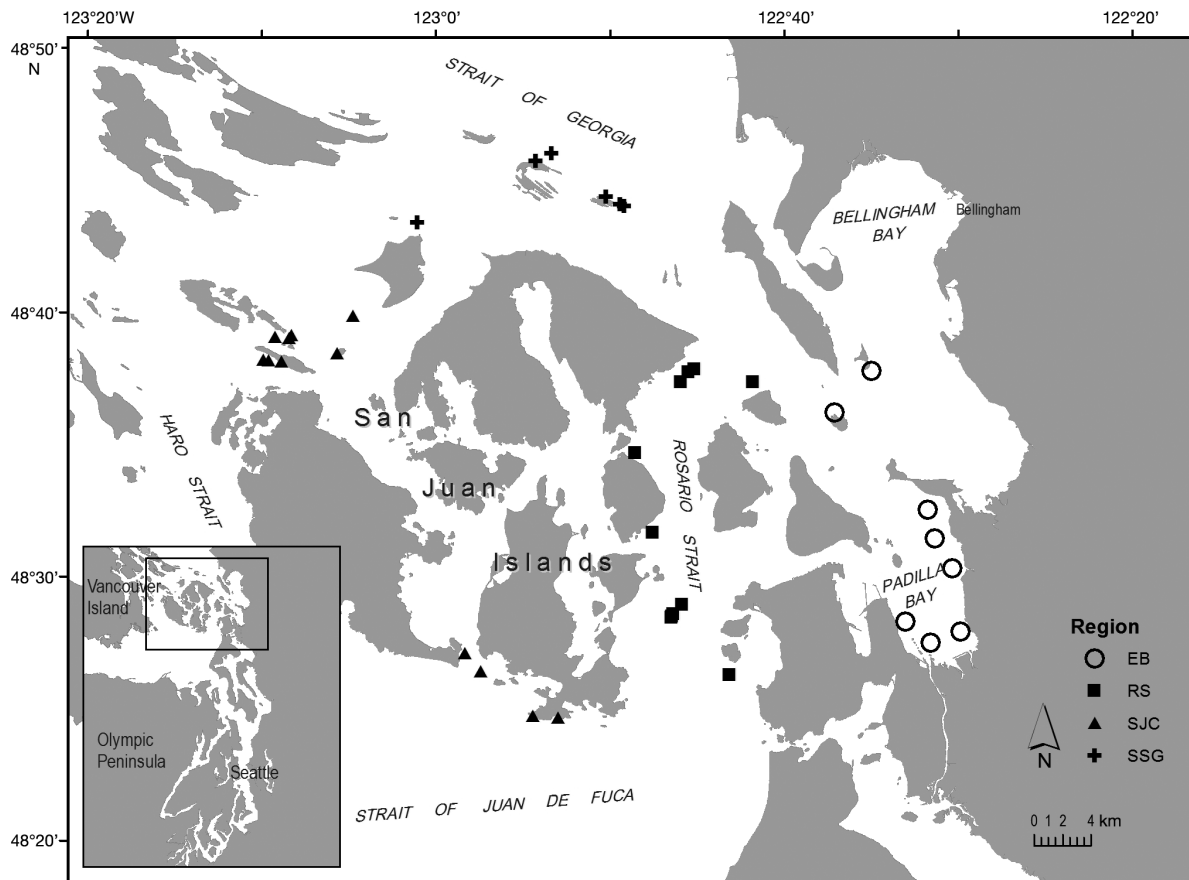 123°20'W 123°0' 122°40' 122°20'
48°50'
N
STRAIT OF GEORGIA
BELLINGHAM
BAY
Bellingham
48°40'
San
HARO STRAIT
ROSARIO STRAIT
Juan
Islands
48°30'
PADILLA
BAY
Vancouver
Island
Olympic
Peninsula
Seattle
Region
EB
RS
SJC
SSG
N
STRAIT OF JUAN DE FUCA
0 1 2 4 km
48°20'